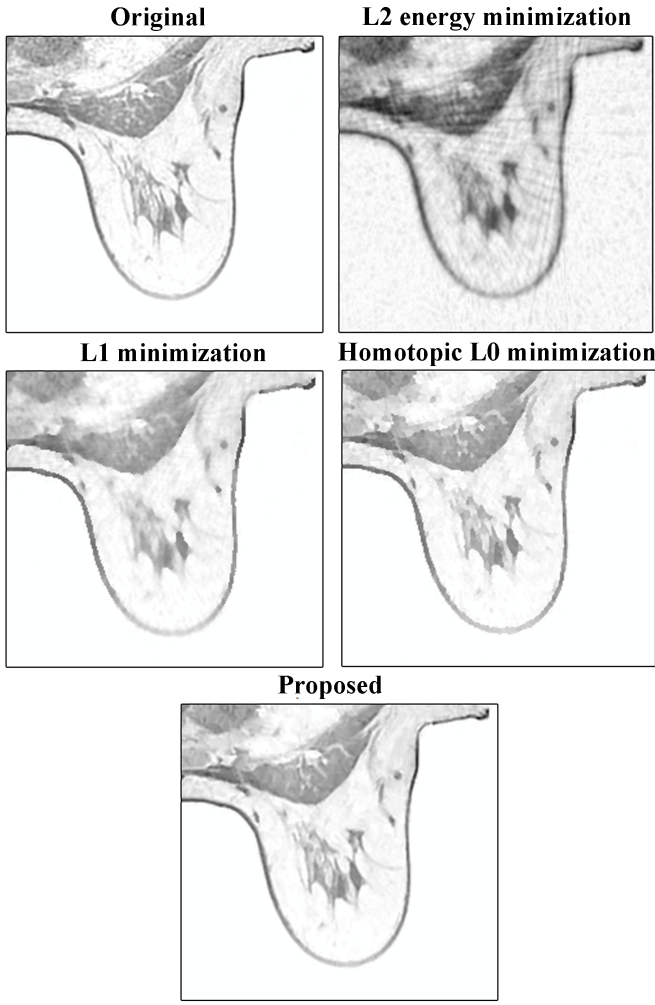 Original
L2 energy minimization
L1 minimization
Homotopic L0 minimization
Proposed